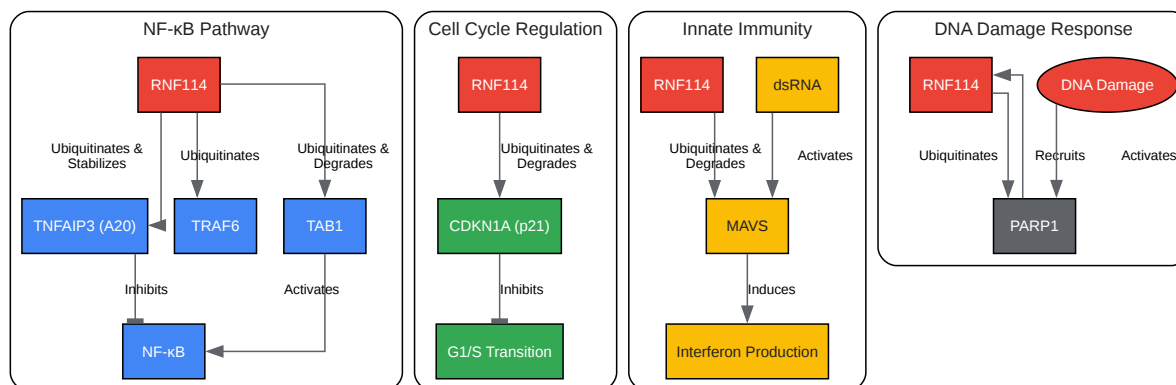 NF-κB Pathway
RNF114
Ubiquitinates &
Stabilizes
Ubiquitinates
Ubiquitinates &
Degrades
TNFAIP3 (A20)
TRAF6
TAB1
Inhibits
Activates
NF-κB
Cell Cycle Regulation
RNF114
Ubiquitinates &
Degrades
CDKN1A (p21)
Inhibits
G1/S Transition
Innate Immunity
RNF114
dsRNA
Ubiquitinates &
Degrades
Activates
MAVS
Induces
Interferon Production
DNA Damage Response
RNF114
DNA Damage
Ubiquitinates
Recruits
Activates
PARP1